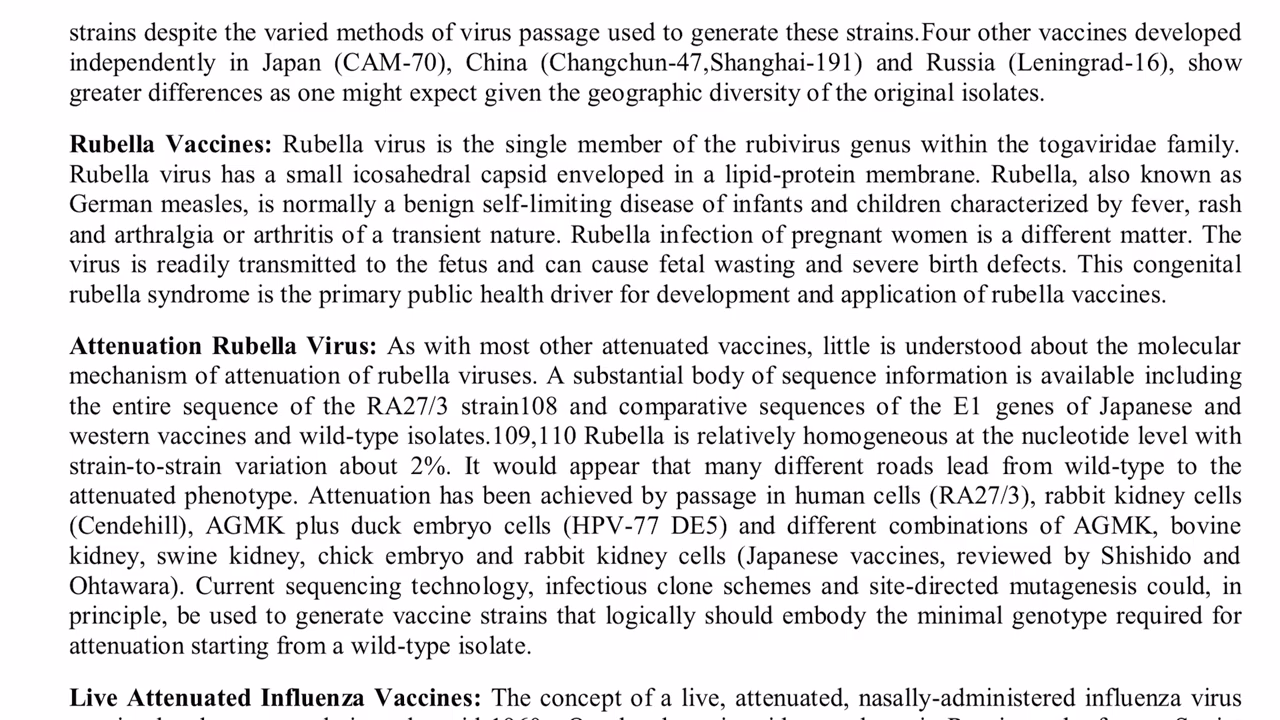 strains despite the varied methods of virus passage used to generate these strains.Four other vaccines developed
independently in Japan (CAM-70), China (Changchun-47,Shanghai-191) and Russia (Leningrad-16), show
greater differences as one might expect given the geographic diversity of the original isolates.
Rubella Vaccines: Rubella virus is the single member of the rubivirus genus within the togaviridae family.
Rubella virus has a small icosahedral capsid enveloped in a lipid-protein membrane. Rubella, also known as
German measles, is normally a benign self-limiting disease of infants and children characterized by fever, rash
and arthralgia or arthritis of a transient nature. Rubella infection of pregnant women is a different matter. The
virus is readily transmitted to the fetus and can cause fetal wasting and severe birth defects. This congenital
rubella syndrome is the primary public health driver for development and application of rubella vaccines.
Attenuation Rubella Virus: As with most other attenuated vaccines, little is understood about the molecular
mechanism of attenuation of rubella viruses. A substantial body of sequence information is available including
the entire sequence of the RA27/3 strain108 and comparative sequences of the E1 genes of Japanese and
western vaccines and wild-type isolates.109,110 Rubella is relatively homogeneous at the nucleotide level with
strain-to-strain variation about 2%. It would appear that many different roads lead from wild-type to the
attenuated phenotype. Attenuation has been achieved by passage in human cells (RA27/3), rabbit kidney cells
(Cendehill), AGMK plus duck embryo cells (HPV-77 DE5) and different combinations of AGMK, bovine
kidney, swine kidney, chick embryo and rabbit kidney cells (Japanese vaccines, reviewed by Shishido and
Ohtawara). Current sequencing technology, infectious clone schemes and site-directed mutagenesis could, in
principle, be used to generate vaccine strains that logically should embody the minimal genotype required for
attenuation starting from a wild-type isolate.
Live Attenuated Influenza Vaccines: The concept of a live, attenuated, nasally-administered influenza virus